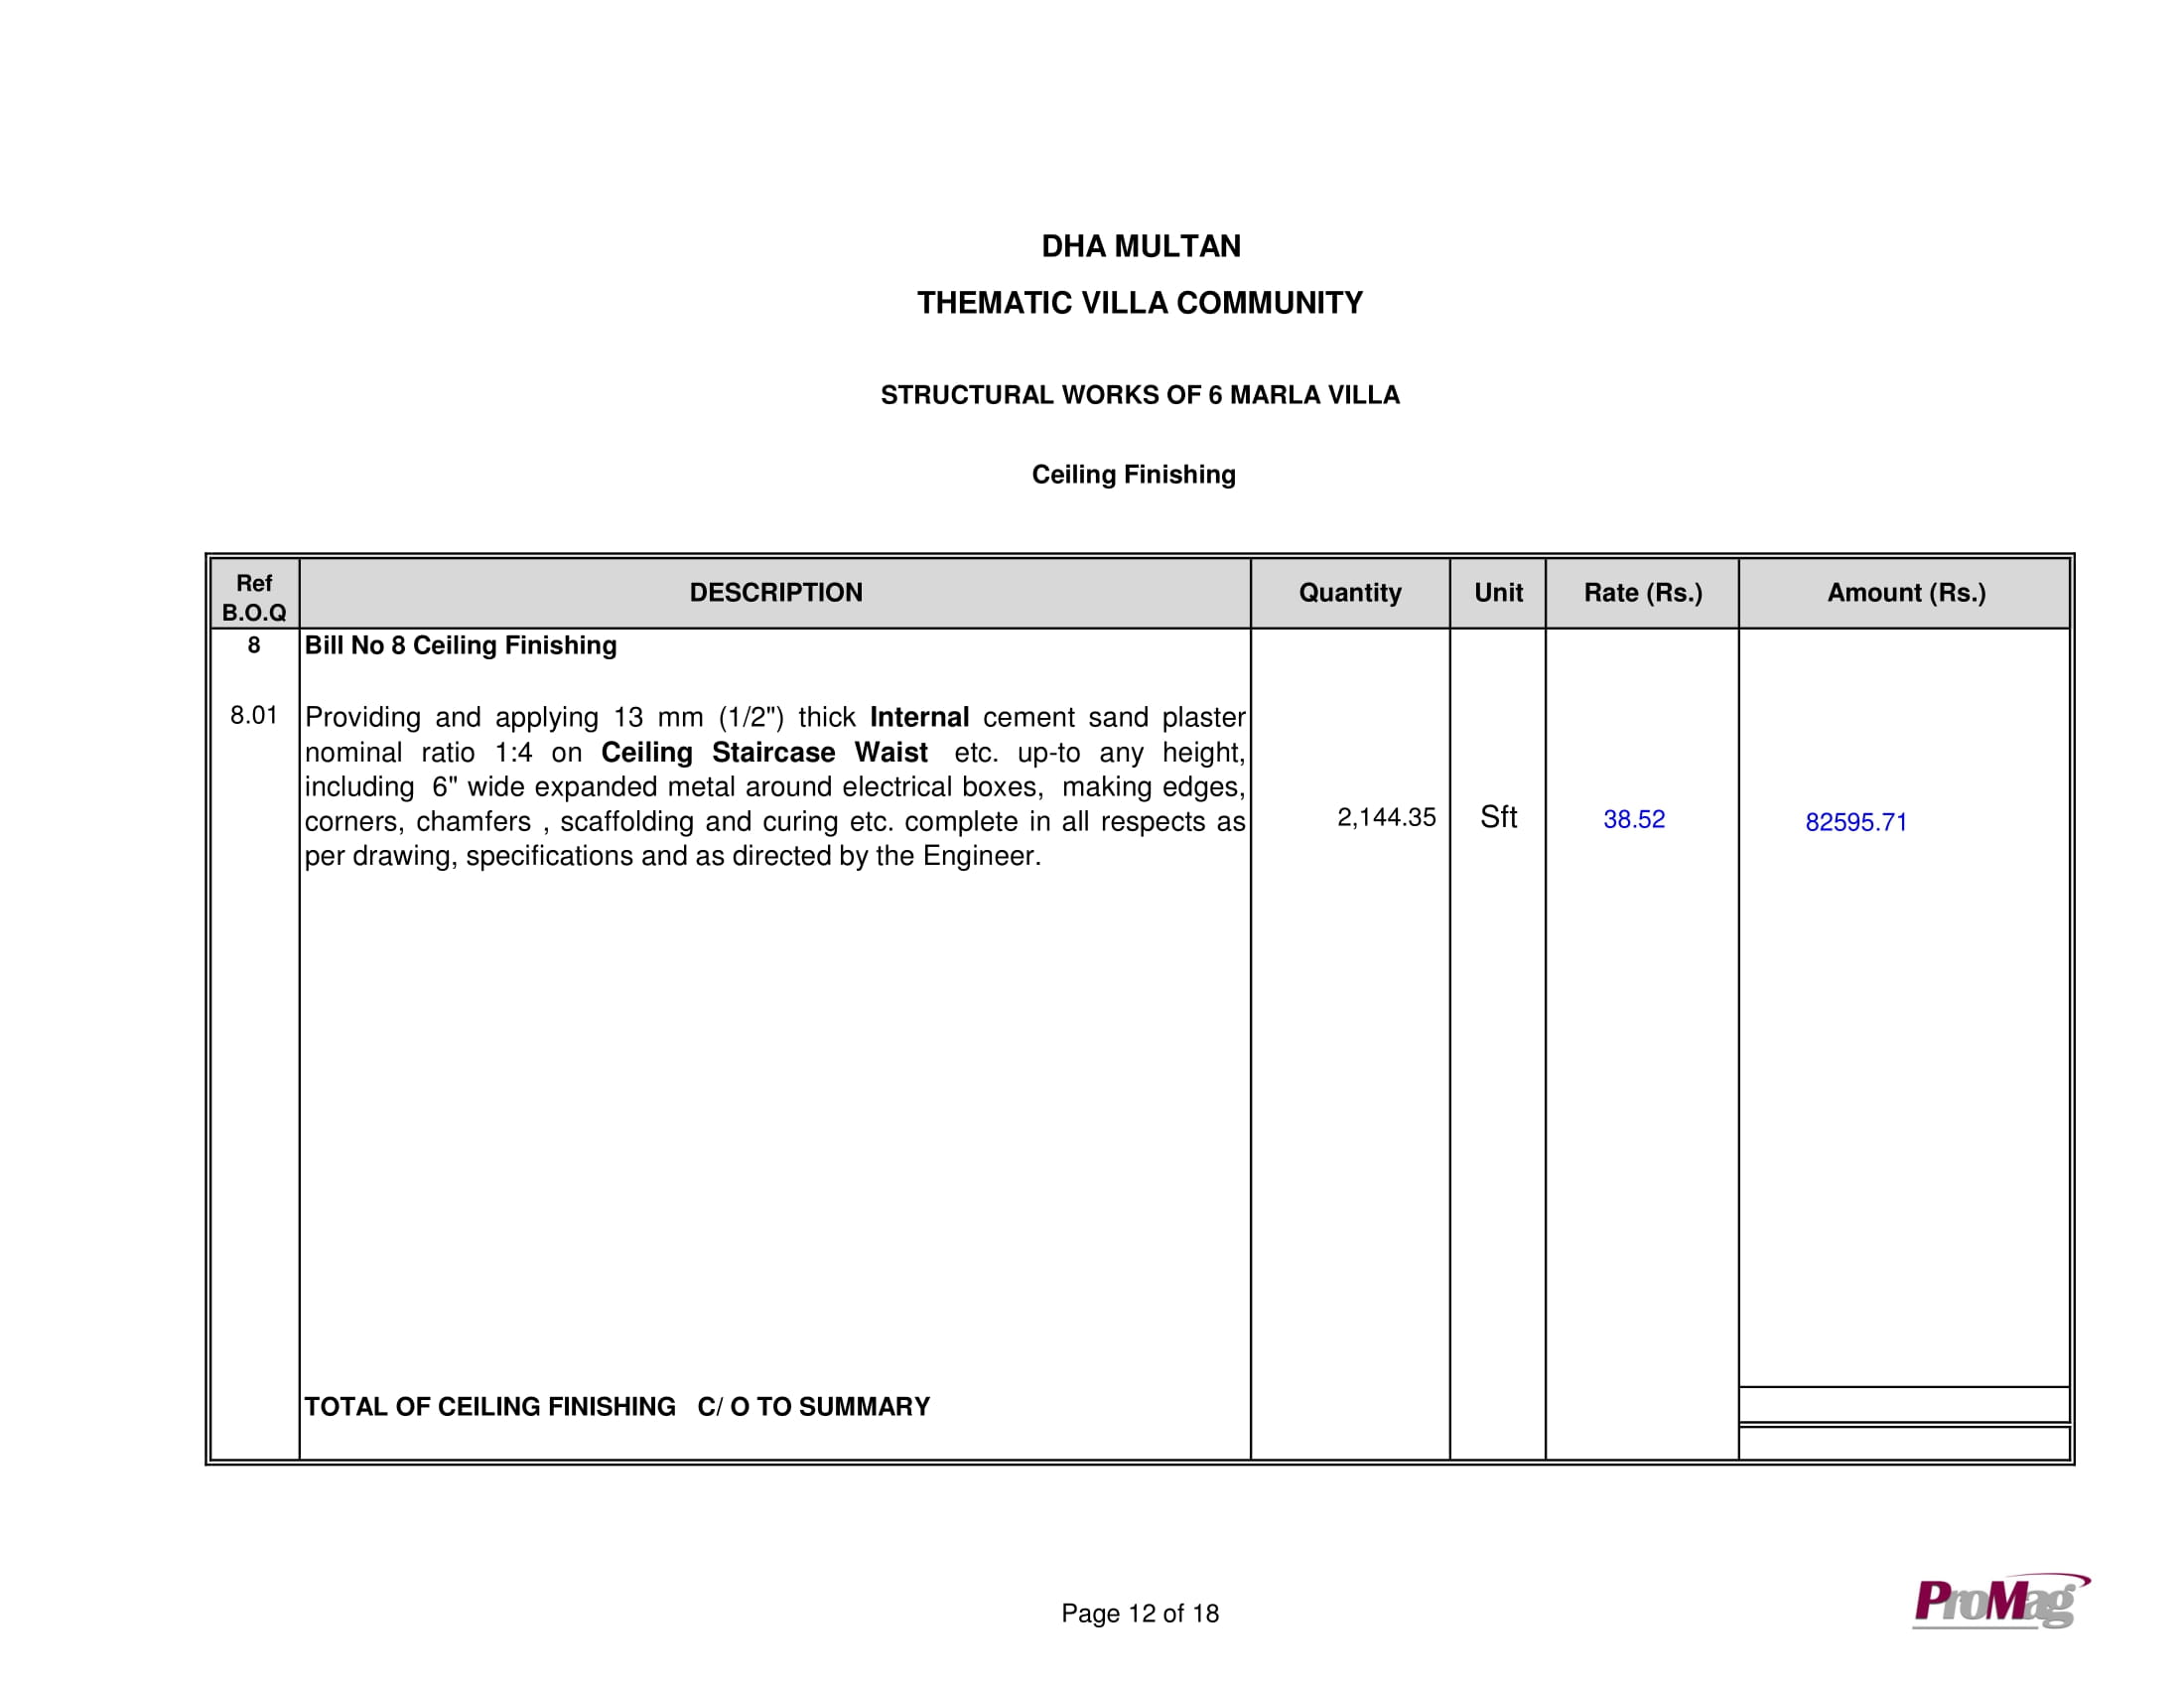 DHA MULTAN
THEMATIC VILLA COMMUNITY
STRUCTURAL WORKS OF 6 MARLA VILLA
Ceiling Finishing
Ref B.O.Q DESCRIPTION Quantity Unit Rate (Rs.) Amount (Rs.)
8 Bill No 8 Ceiling Finishing
8.01 Providing and applying 13 mm (1/2") thick Internal cement sand plaster
nominal ratio 1:4 on Ceiling Staircase Waist etc. up-to any height,
including 6" wide expanded metal around electrical boxes, making edges,
corners, chamfers , scaffolding and curing etc. complete in all respects as
per drawing, specifications and as directed by the Engineer.
2,144.35 Sft 38.52 82595.71
TOTAL OF CEILING FINISHING C/ O TO SUMMARY
Page 12 of 18
ProMag